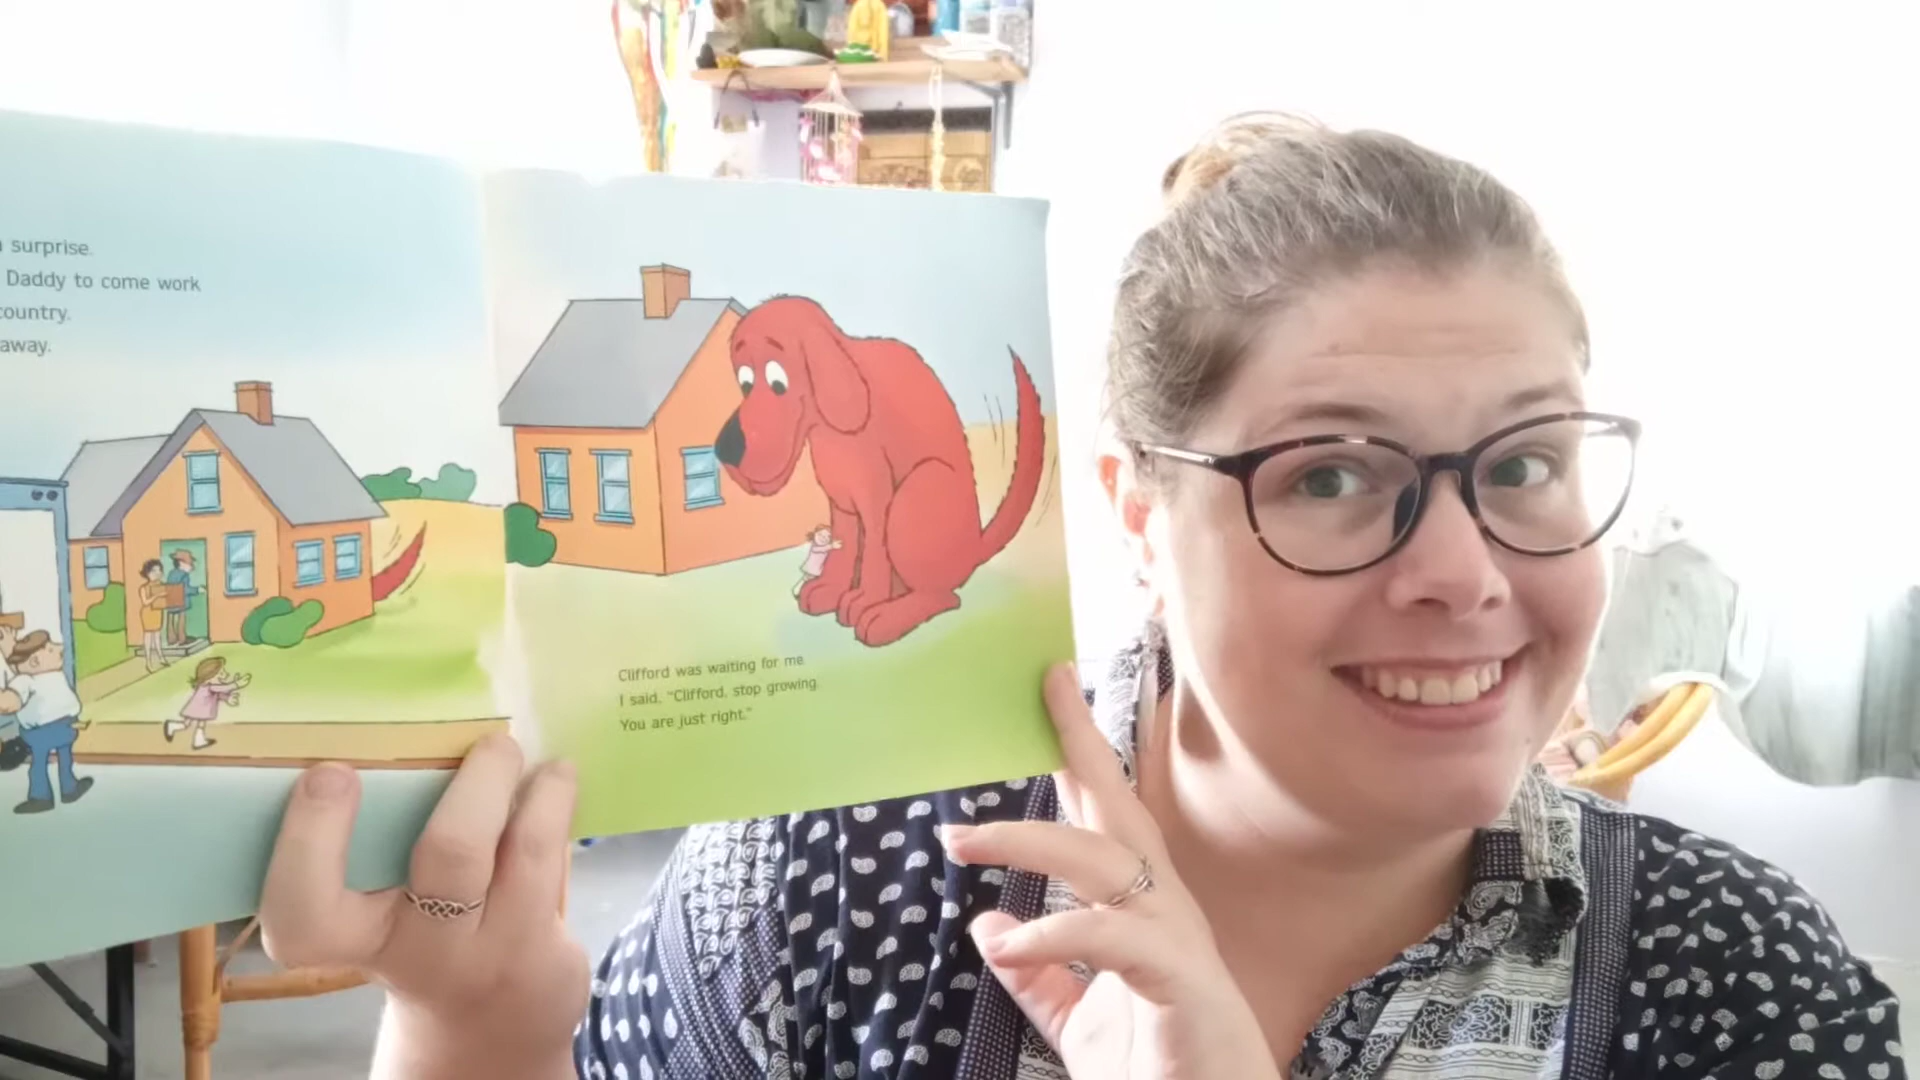 surprise.
Daddy to come work
country.
away.
Clifford was waiting for me.
I said, "Clifford, stop growing.
You are just right."